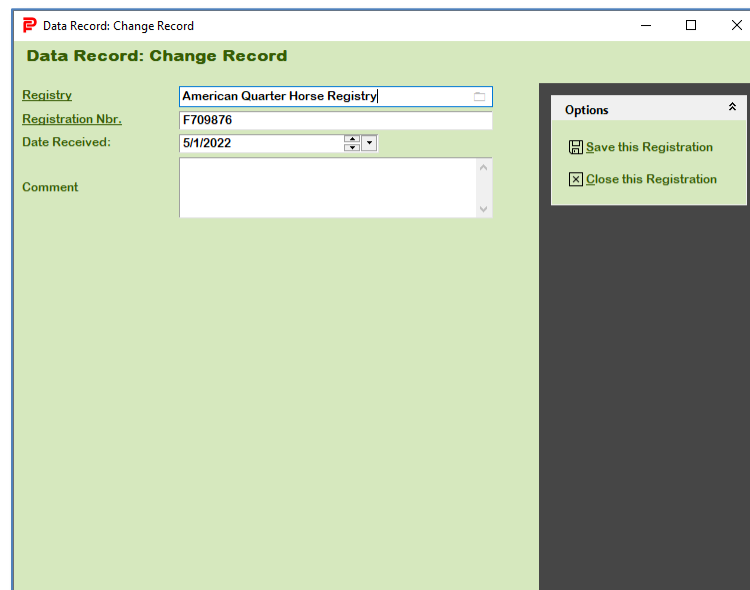 Data Record: Change Record
Data Record: Change Record
Registry American Quarter Horse Registry
Registration Nbr. F709876
Date Received: 5/1/2022
Comment
Options
Save this Registration
Close this Registration